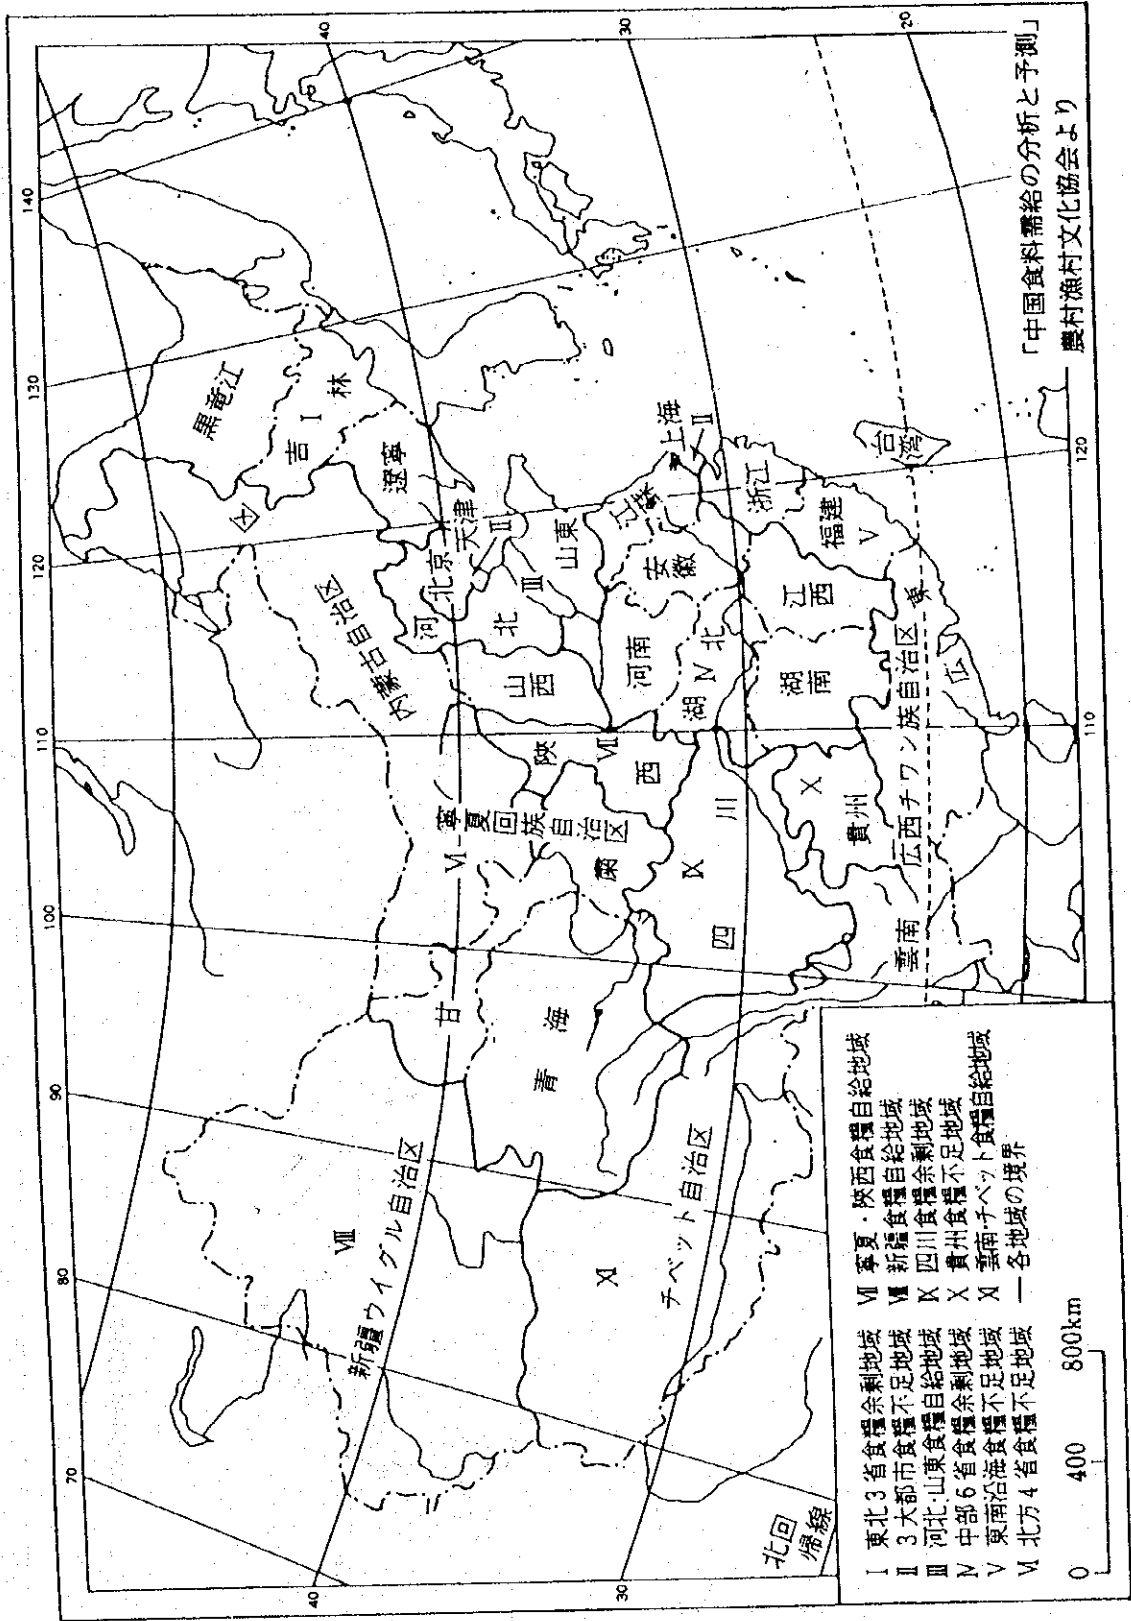 70
80
90
100
110
120
130
140
40
30
20
40
30
110
120
黒竜江
吉
I
林
遼寧
内蒙古自治区
河
北京
天津
II
北
III
山東
山西
陝
VII
西
河南
江蘇
安徽
上海
II
浙江
湖
IV
北
江西
湖南
福建
V
台湾
広
東
広西チワン族自治区
X
貴州
雲南
四
川
IX
寧夏回族自治区
VI
甘
粛
青
海
新疆ウイグル自治区
VIII
チベット自治区
XI
北回帰線
I 東北3省食糧余剰地域
II 3大都市食糧不足地域
III 河北・山東食糧自給地域
IV 中部6省食糧余剰地域
V 東南沿海食糧不足地域
VI 北方4省食糧不足地域
VII 寧夏・陝西食糧自給地域
VIII 新疆食糧自給地域
IX 四川食糧余剰地域
X 貴州食糧不足地域
XI 雲南・チベット食糧自給地域
— 各地域の境界
0 400 800km
「中国食料需給の分析と予測」
農村漁村文化協会より